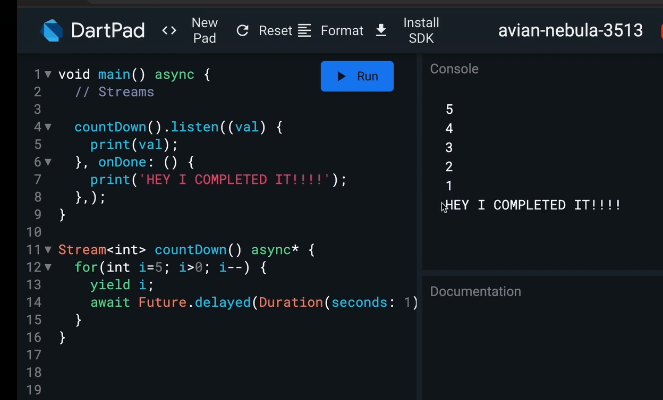 DartPad <> New Pad Reset Format Install SDK avian-nebula-3513
Run
Console
1 void main() async {
2 // Streams
3
4 countDown().listen((val) {
5 print(val);
6 }, onDone: () {
7 print('HEY I COMPLETED IT!!!!');
8 },);
9 }
10
11 Stream<int> countDown() async* {
12 for(int i=5; i>0; i--) {
13 yield i;
14 await Future.delayed(Duration(seconds: 1)
15 }
16 }
17
18
19
5
4
3
2
1
HEY I COMPLETED IT!!!!
Documentation